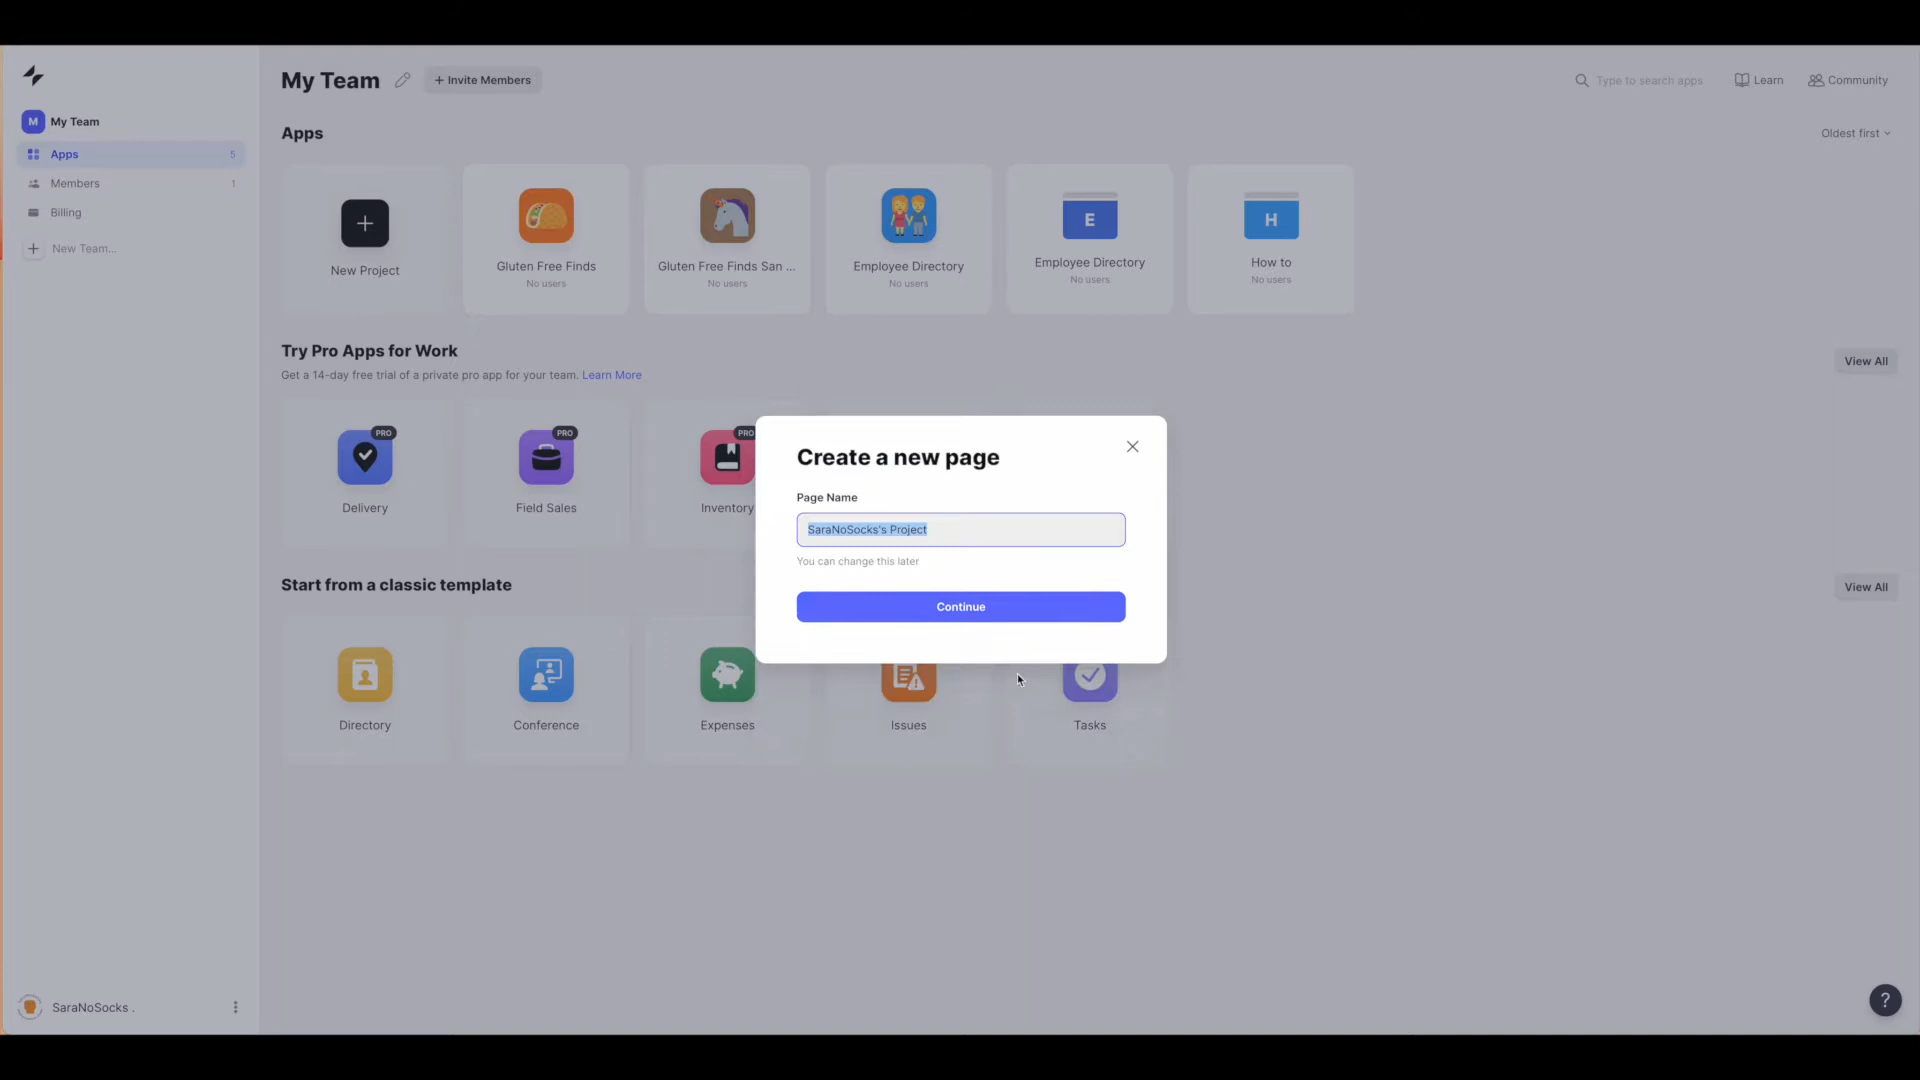 My Team
+ Invite Members
Type to search apps
Learn
Community
M My Team
Apps 5
Members 1
Billing
+ New Team...
Apps
Oldest first
New Project
Gluten Free Finds
No users
Gluten Free Finds San ...
No users
Employee Directory
No users
E
Employee Directory
No users
H
How to
No users
Try Pro Apps for Work
Get a 14-day free trial of a private pro app for your team. Learn More
View All
PRO
Delivery
PRO
Field Sales
PRO
Inventory
Create a new page
Page Name
SaraNoSocks's Project
You can change this later
Continue
Start from a classic template
View All
Directory
Conference
Expenses
Issues
Tasks
SaraNoSocks .
?